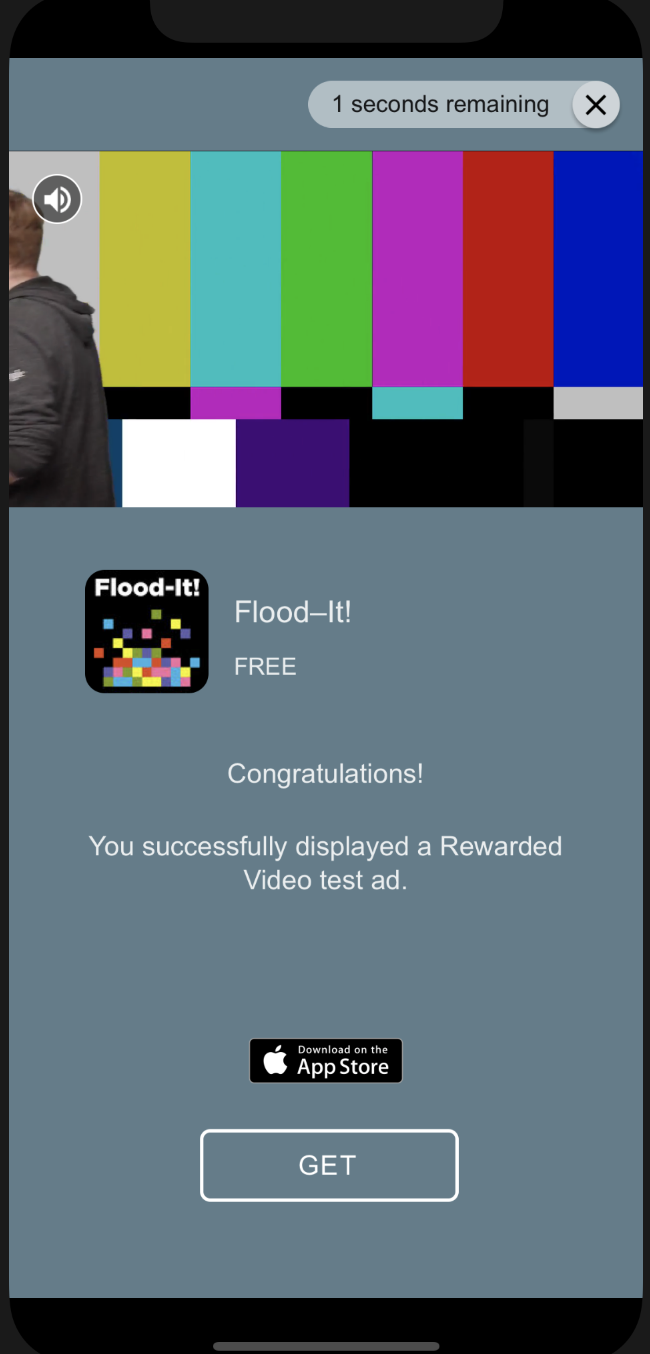 1 seconds remaining
Flood-It!
Flood–It!
FREE
Congratulations!
You successfully displayed a Rewarded
Video test ad.
Download on the
App Store
GET